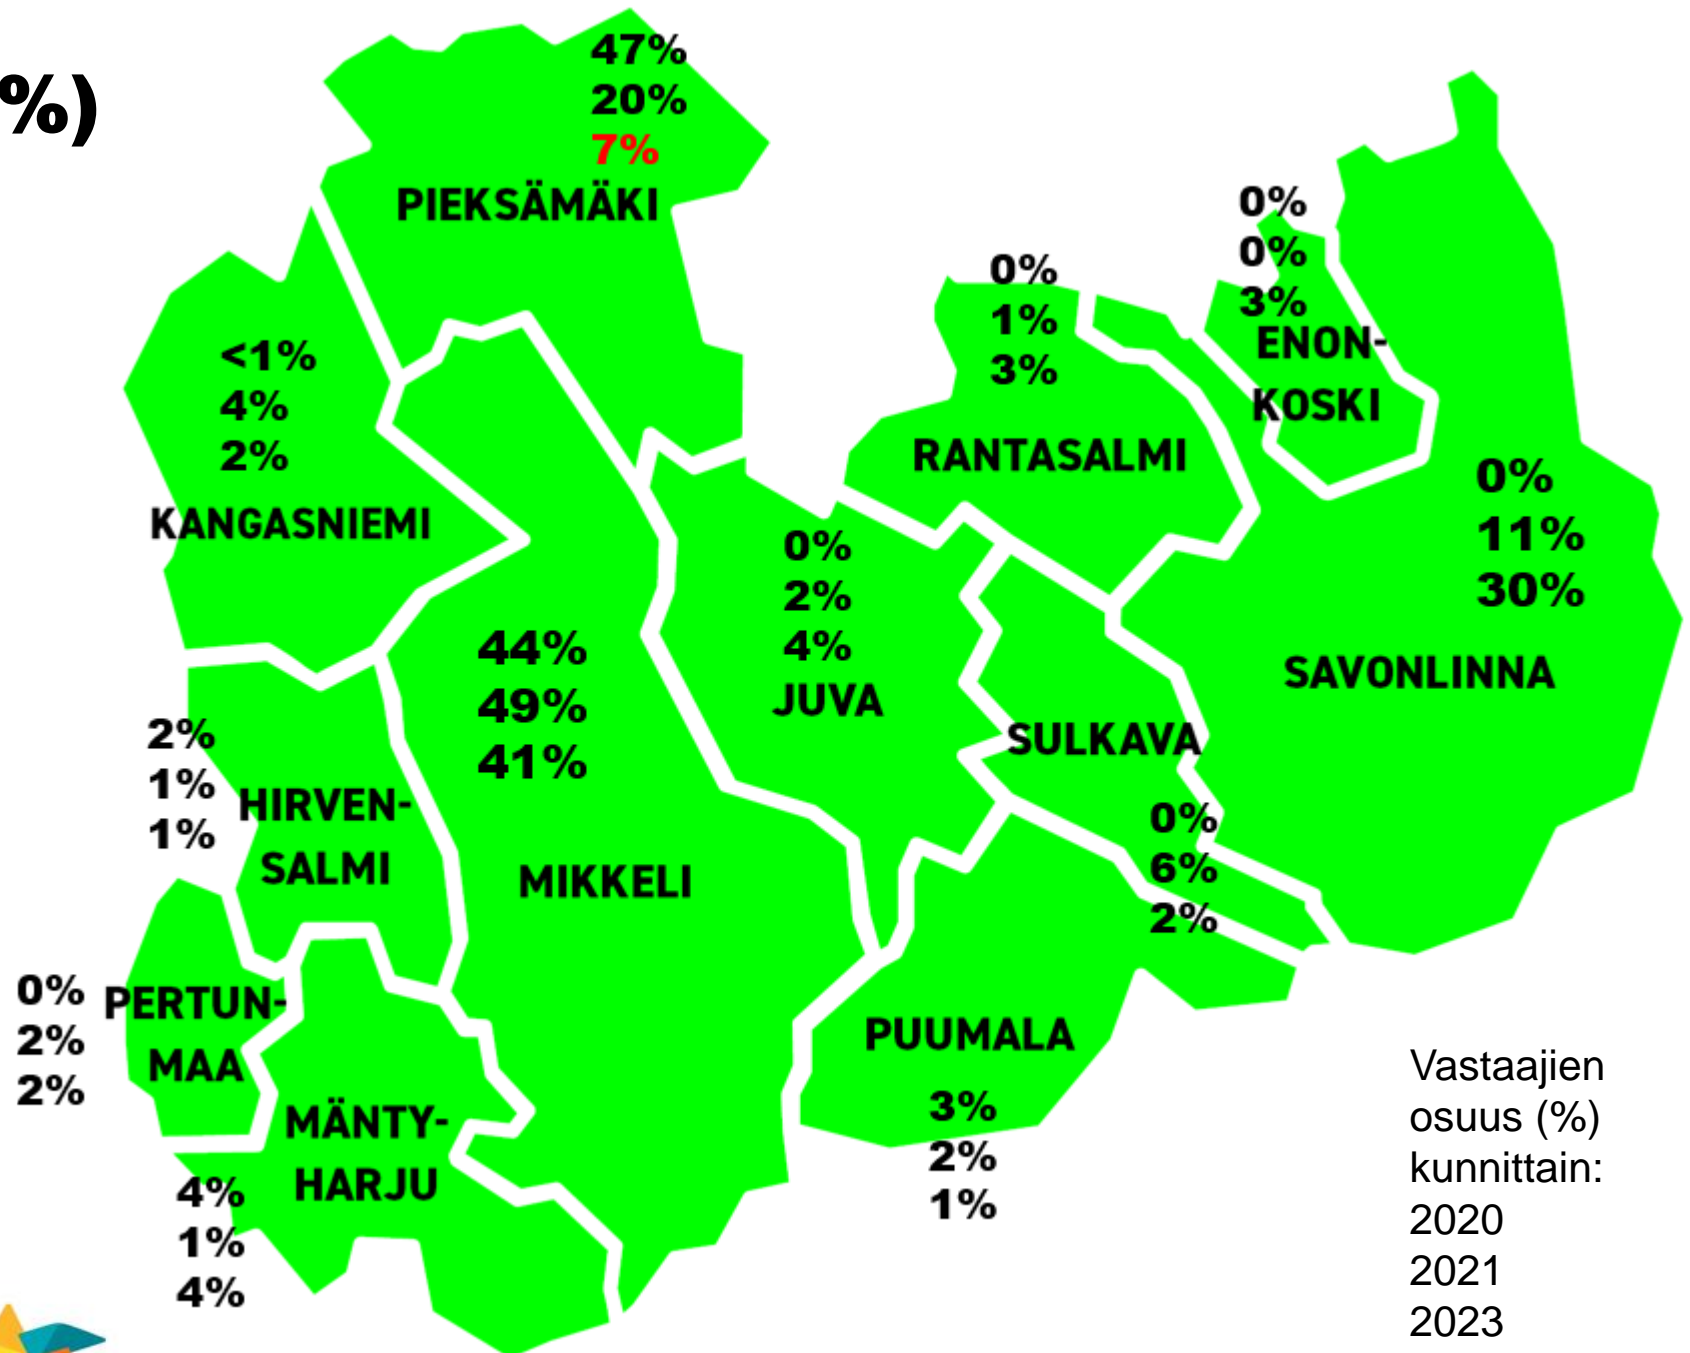 %)
47%
20%
7%
PIEKSÄMÄKI
<1%
4%
2%
KANGASNIEMI
0%
1%
3%
RANTASALMI
0%
0%
3%
ENON-
KOSKI
0%
11%
30%
SAVONLINNA
44%
49%
41%
MIKKELI
0%
2%
4%
JUVA
SULKAVA
0%
6%
2%
2%
1%
1%
HIRVEN-
SALMI
0%
2%
2%
PERTUN-
MAA
MÄNTY-
HARJU
4%
1%
4%
PUUMALA
3%
2%
1%
Vastaajien
osuus (%)
kunnittain:
2020
2021
2023